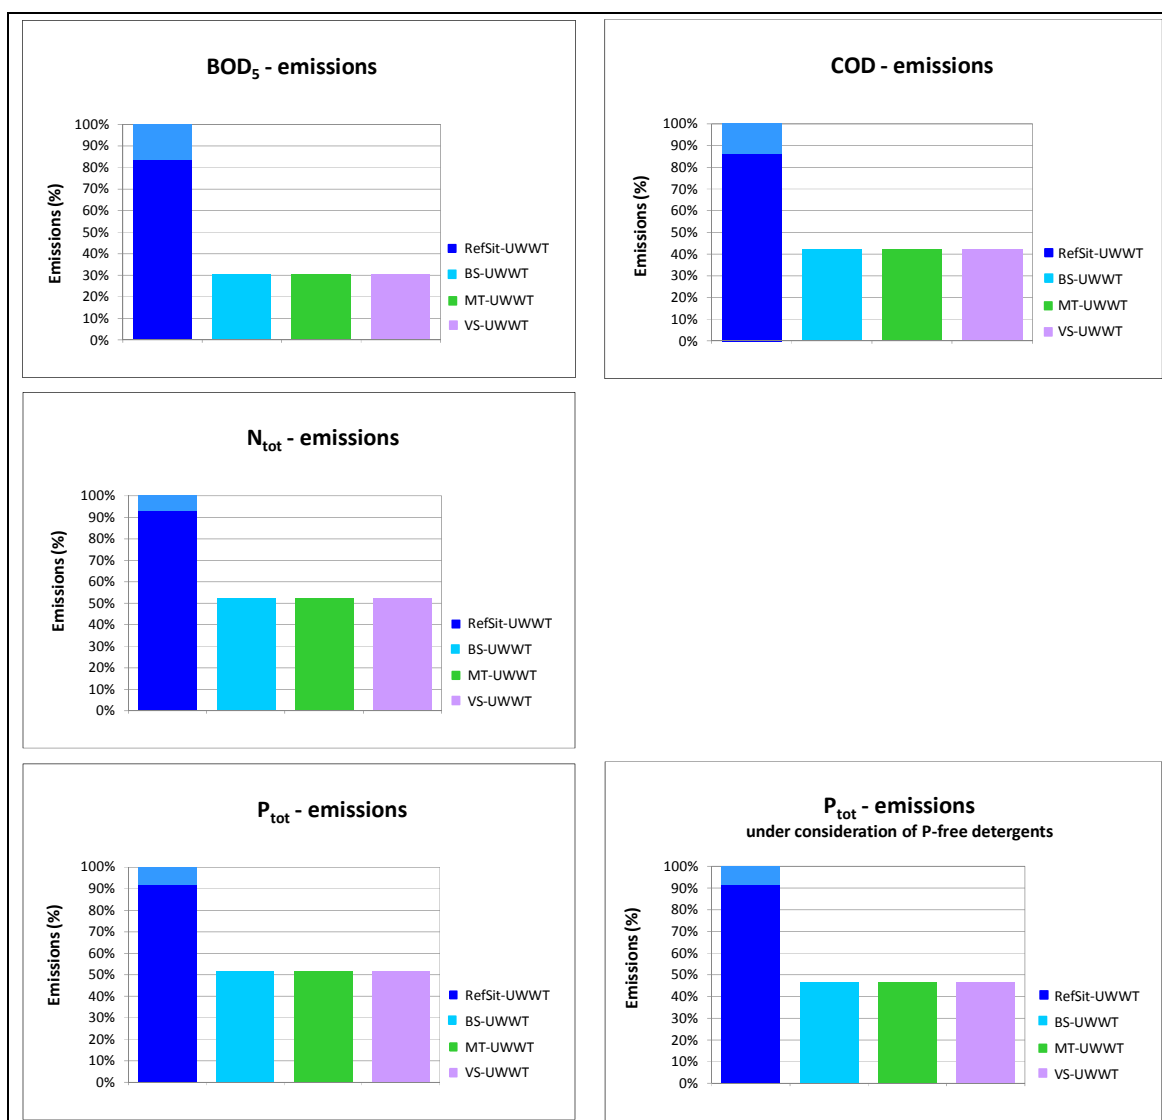 BOD₅ - emissions
Emissions (%)
100%
90%
80%
70%
60%
50%
40%
30%
20%
10%
0%
RefSit-UWWT
BS-UWWT
MT-UWWT
VS-UWWT
COD - emissions
Emissions (%)
100%
90%
80%
70%
60%
50%
40%
30%
20%
10%
0%
RefSit-UWWT
BS-UWWT
MT-UWWT
VS-UWWT
Nₜₒₜ - emissions
Emissions (%)
100%
90%
80%
70%
60%
50%
40%
30%
20%
10%
0%
RefSit-UWWT
BS-UWWT
MT-UWWT
VS-UWWT
Pₜₒₜ - emissions
Emissions (%)
100%
90%
80%
70%
60%
50%
40%
30%
20%
10%
0%
RefSit-UWWT
BS-UWWT
MT-UWWT
VS-UWWT
Pₜₒₜ - emissions
under consideration of P-free detergents
Emissions (%)
100%
90%
80%
70%
60%
50%
40%
30%
20%
10%
0%
RefSit-UWWT
BS-UWWT
MT-UWWT
VS-UWWT